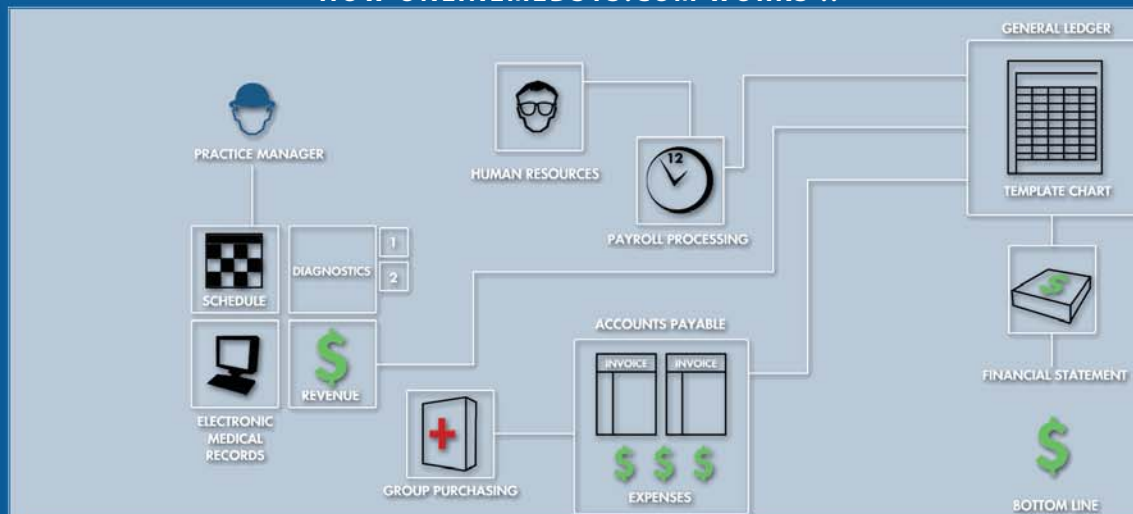 GENERAL LEDGER
TEMPLATE CHART
PRACTICE MANAGER
HUMAN RESOURCES
12
PAYROLL PROCESSING
SCHEDULE
DIAGNOSTICS
1
2
ELECTRONIC
MEDICAL
RECORDS
REVENUE
ACCOUNTS PAYABLE
INVOICE
INVOICE
EXPENSES
GROUP PURCHASING
FINANCIAL STATEMENT
BOTTOM LINE